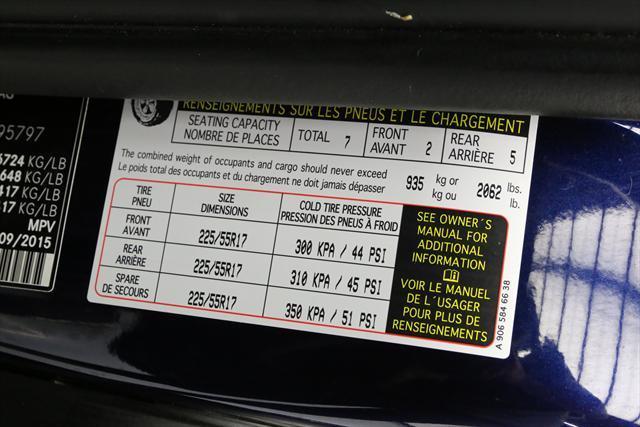 95797
6724 KG/LB
648 KG/LB
417 KG/LB
417 KG/LB
MPV
09/2015
RENSEIGNEMENTS SUR LES PNEUS ET LE CHARGEMENT
SEATING CAPACITY
NOMBRE DE PLACES
TOTAL 7
FRONT
AVANT 2
REAR
ARRIÈRE 5
The combined weight of occupants and cargo should never exceed
Le poids total des occupants et du chargement ne doit jamais dépasser
935 kg or
kg ou
2062 lbs.
lb.
TIRE
PNEU
SIZE
DIMENSIONS
COLD TIRE PRESSURE
PRESSION DES PNEUS À FROID
FRONT
AVANT
225/55R17
300 KPA / 44 PSI
REAR
ARRIÈRE
225/55R17
310 KPA / 45 PSI
SPARE
DE SECOURS
225/55R17
350 KPA / 51 PSI
SEE OWNER´S
MANUAL FOR
ADDITIONAL
INFORMATION
VOIR LE MANUEL
DE L´USAGER
POUR PLUS DE
RENSEIGNEMENTS
A 906 584 66 38